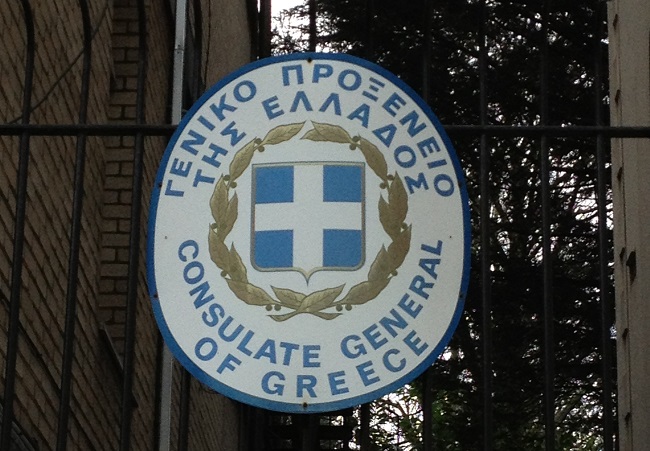 ΓΕΝΙΚΟ ΠΡΟΞΕΝΕΙΟ
ΤΗΣ ΕΛΛΑΔΟΣ
CONSULATE GENERAL
OF GREECE